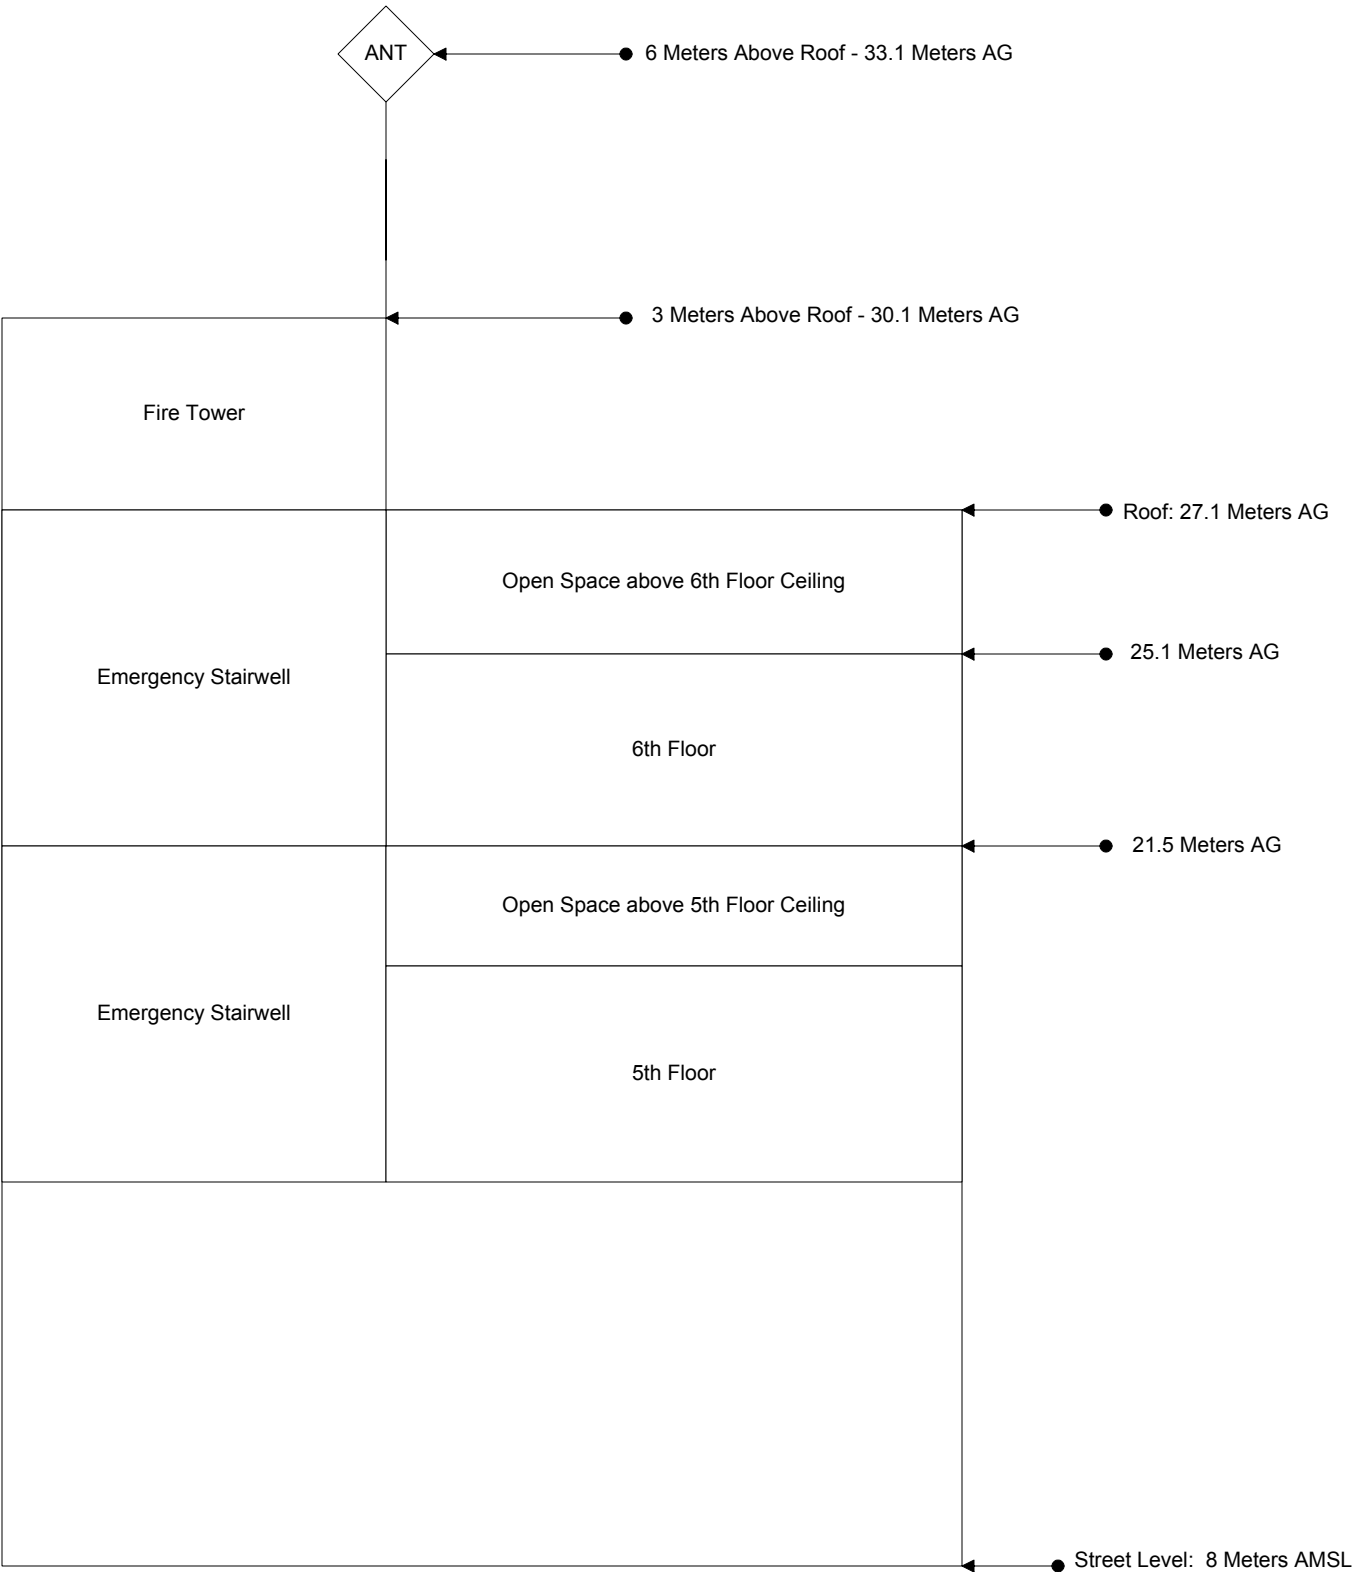 ANT
6 Meters Above Roof - 33.1 Meters AG
3 Meters Above Roof - 30.1 Meters AG
Fire Tower
Roof: 27.1 Meters AG
Open Space above 6th Floor Ceiling
25.1 Meters AG
Emergency Stairwell
6th Floor
21.5 Meters AG
Open Space above 5th Floor Ceiling
Emergency Stairwell
5th Floor
Street Level:  8 Meters AMSL